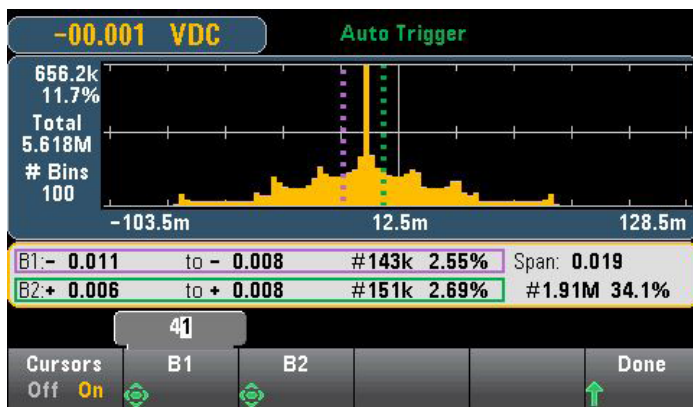 -00.001 VDC Auto Trigger
656.2k
11.7%
Total
5.618M
# Bins
100
-103.5m 12.5m 128.5m
B1:- 0.011 to - 0.008 #143k 2.55% Span: 0.019
B2:+ 0.006 to + 0.008 #151k 2.69% #1.91M 34.1%
41
Cursors B1 B2 Done
Off On